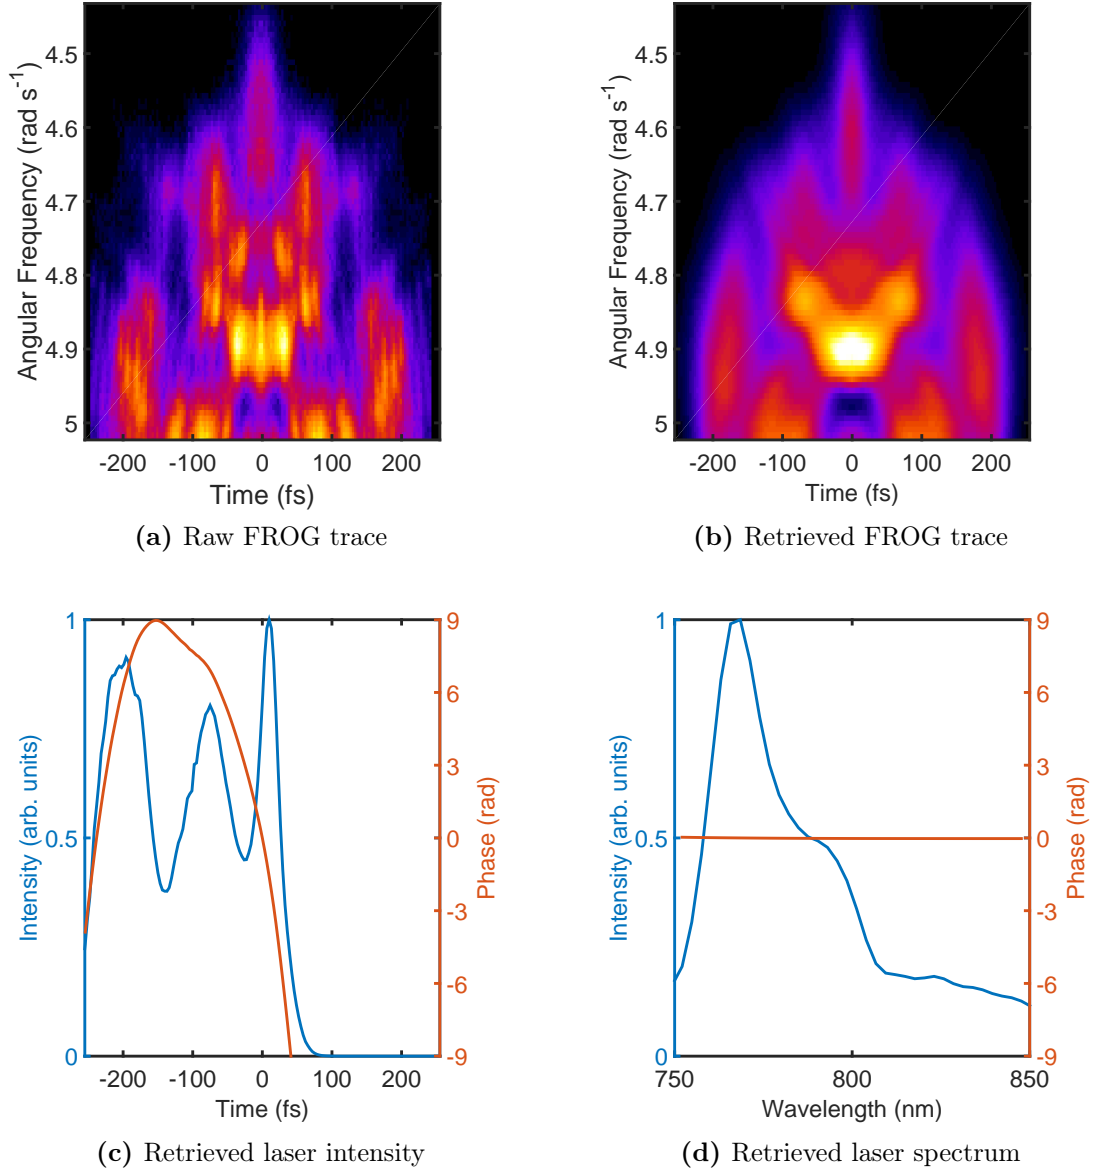 4.5
4.6
4.7
4.8
4.9
5
Angular Frequency (rad s-1)
-200 -100 0 100 200
Time (fs)
(a) Raw FROG trace
4.5
4.6
4.7
4.8
4.9
5
Angular Frequency (rad s-1)
-200 -100 0 100 200
Time (fs)
(b) Retrieved FROG trace
1
0.5
0
Intensity (arb. units)
9
6
3
0
-3
-6
-9
Phase (rad)
-200 -100 0 100 200
Time (fs)
(c) Retrieved laser intensity
1
0.5
0
Intensity (arb. units)
9
6
3
0
-3
-6
-9
Phase (rad)
750 800 850
Wavelength (nm)
(d) Retrieved laser spectrum